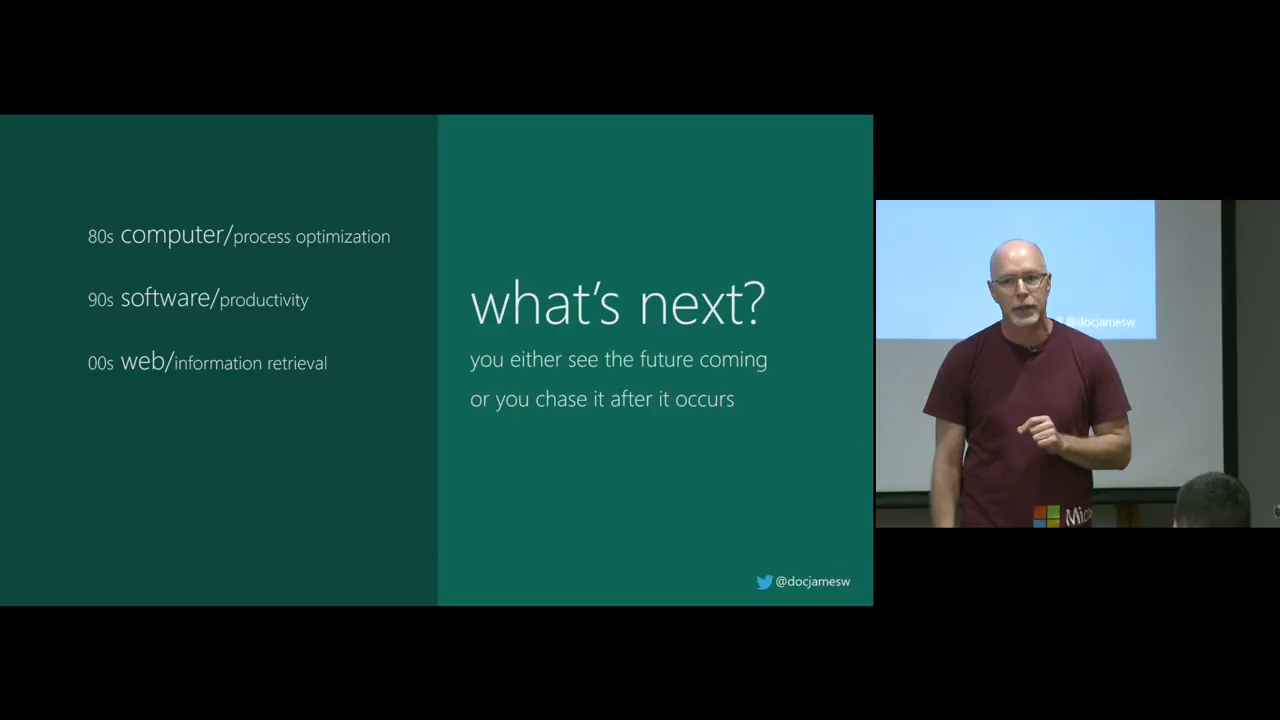 80s computer/process optimization
90s software/productivity
00s web/information retrieval
what's next?
you either see the future coming
or you chase it after it occurs
@docjamesw
@docjamesw